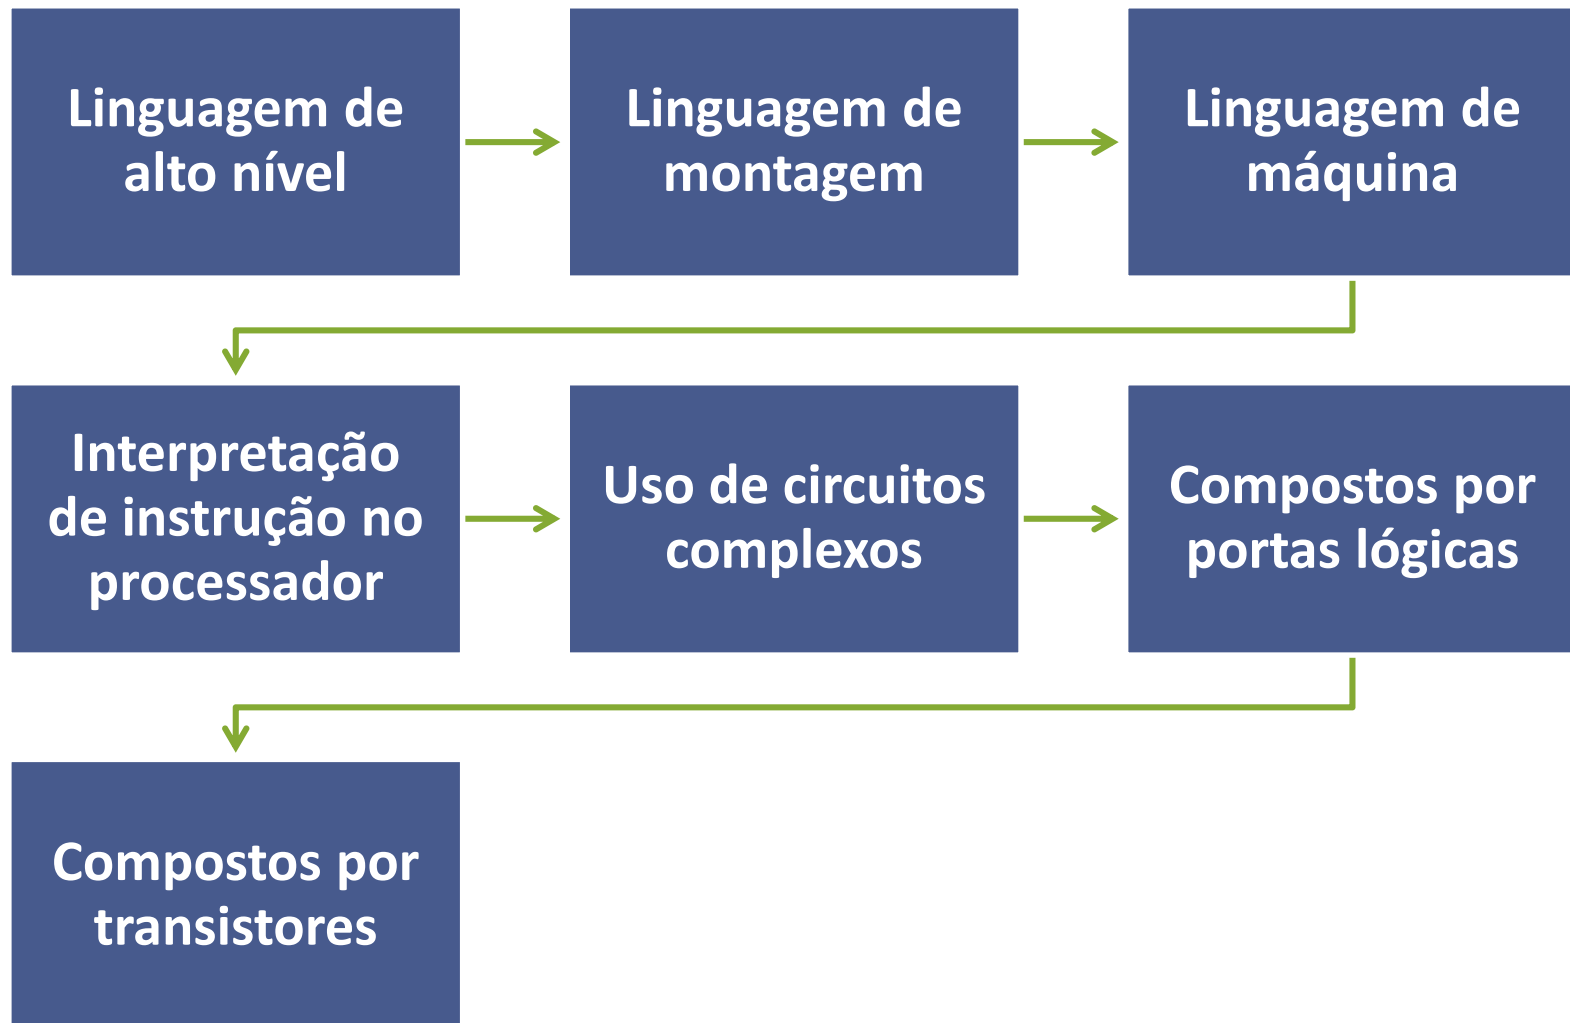 Linguagem de
alto nível
Linguagem de
montagem
Linguagem de
máquina
Interpretação
de instrução no
processador
Uso de circuitos
complexos
Compostos por
portas lógicas
Compostos por
transistores